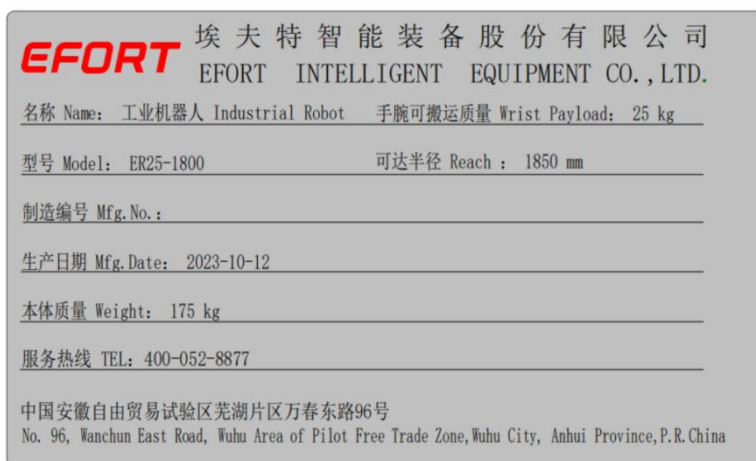 EFORT 埃夫特智能装备股份有限公司
EFORT INTELLIGENT EQUIPMENT CO.,LTD.
名称 Name: 工业机器人 Industrial Robot 手腕可搬运质量 Wrist Payload: 25 kg
型号 Model: ER25-1800 可达半径 Reach : 1850 mm
制造编号 Mfg.No.:
生产日期 Mfg.Date: 2023-10-12
本体质量 Weight: 175 kg
服务热线 TEL: 400-052-8877
中国安徽自由贸易试验区芜湖片区万春东路96号
No. 96, Wanchun East Road, Wuhu Area of Pilot Free Trade Zone,Wuhu City, Anhui Province,P.R.China